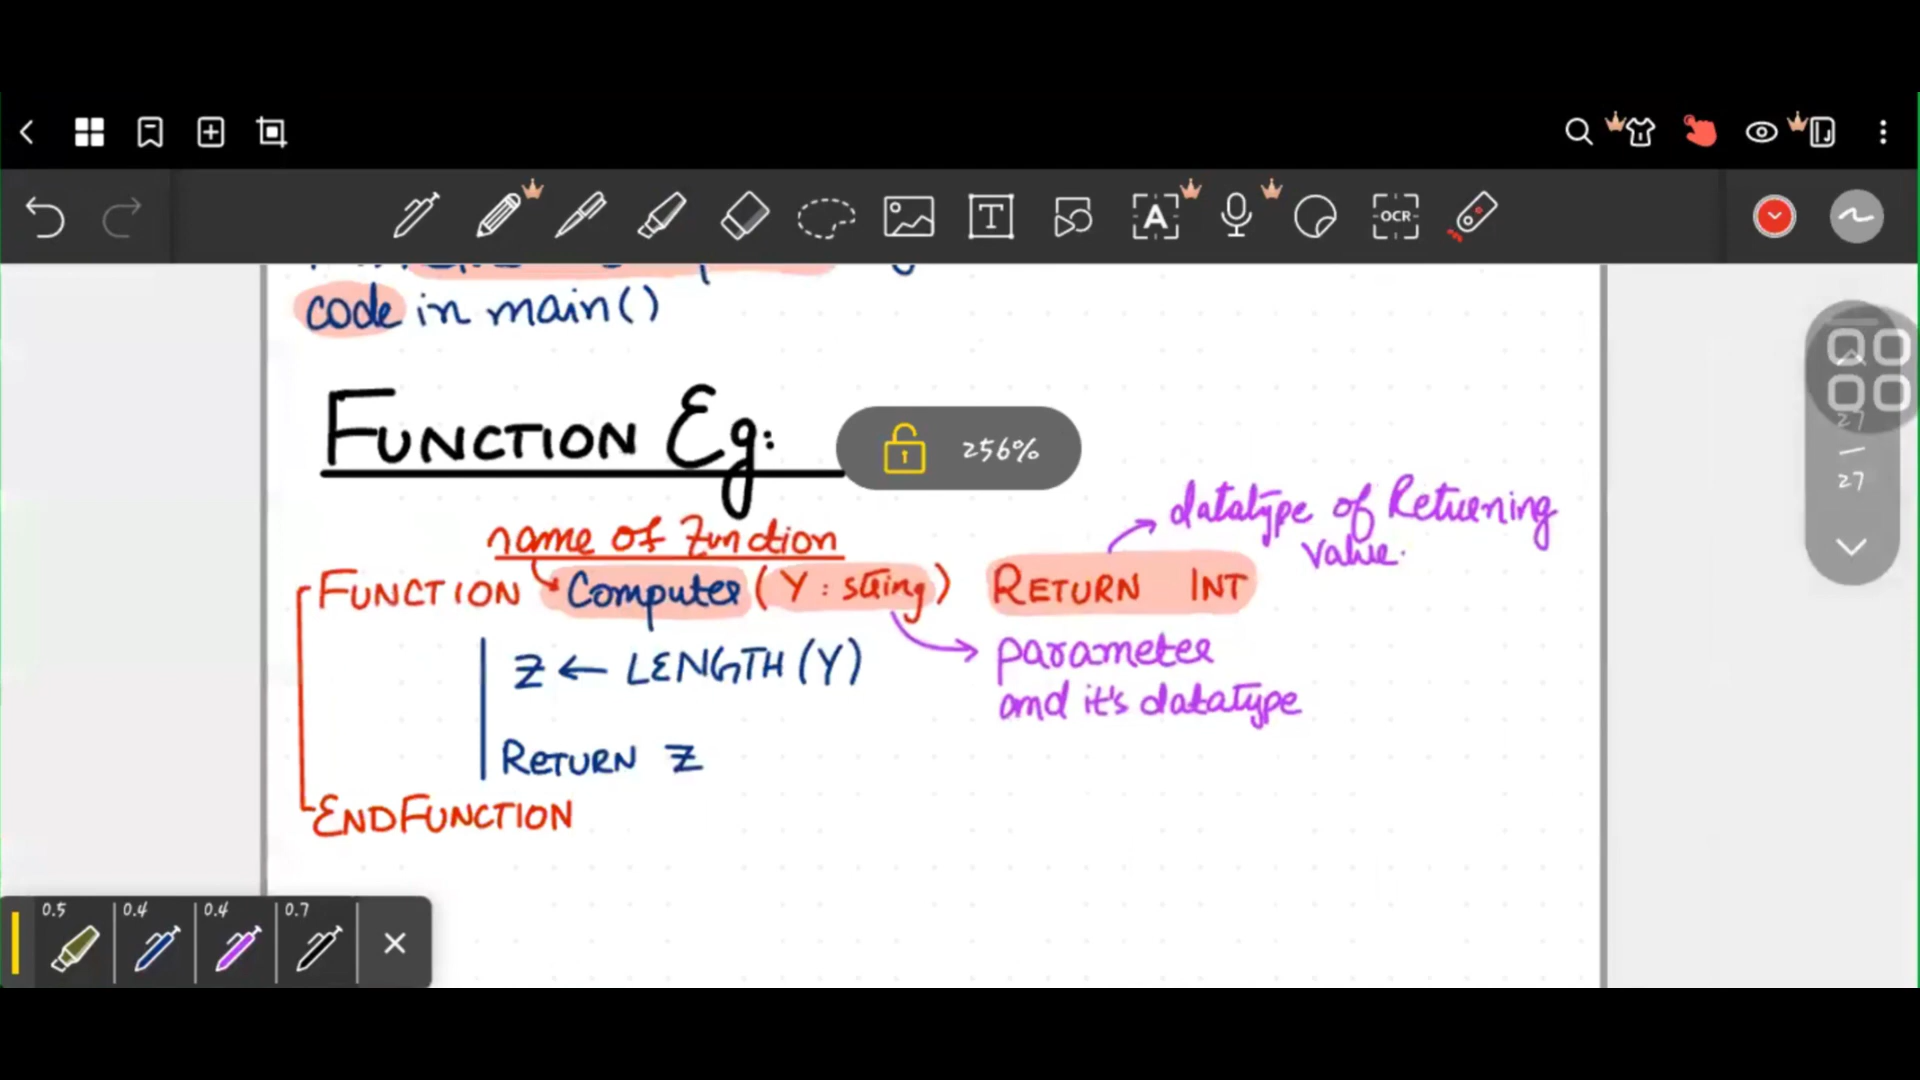 OCR
code in main()
FUNCTION Eg:
256%
27
27
datatype of Returning
value.
name of Function
FUNCTION Computer (Y: string) RETURN INT
Z ← LENGTH (Y)
parameter
and it's datatype
RETURN Z
ENDFUNCTION
0.5 0.4 0.4 0.7